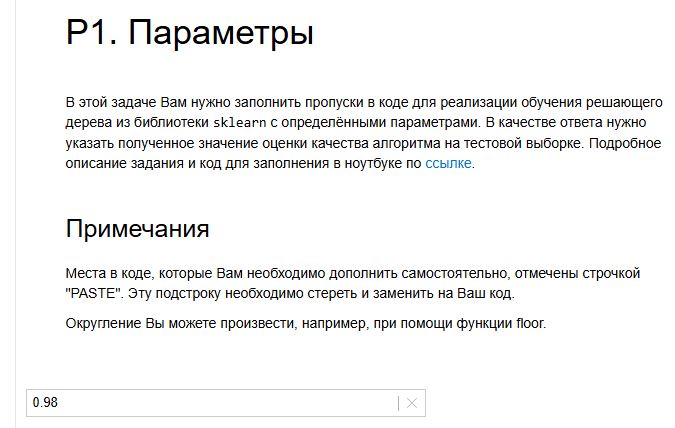 P1. Параметры
В этой задаче Вам нужно заполнить пропуски в коде для реализации обучения решающего
дерева из библиотеки sklearn с определёнными параметрами. В качестве ответа нужно
указать полученное значение оценки качества алгоритма на тестовой выборке. Подробное
описание задания и код для заполнения в ноутбуке по ссылке.
Примечания
Места в коде, которые Вам необходимо дополнить самостоятельно, отмечены строчкой
"PASTE". Эту подстроку необходимо стереть и заменить на Ваш код.
Округление Вы можете произвести, например, при помощи функции floor.
0.98